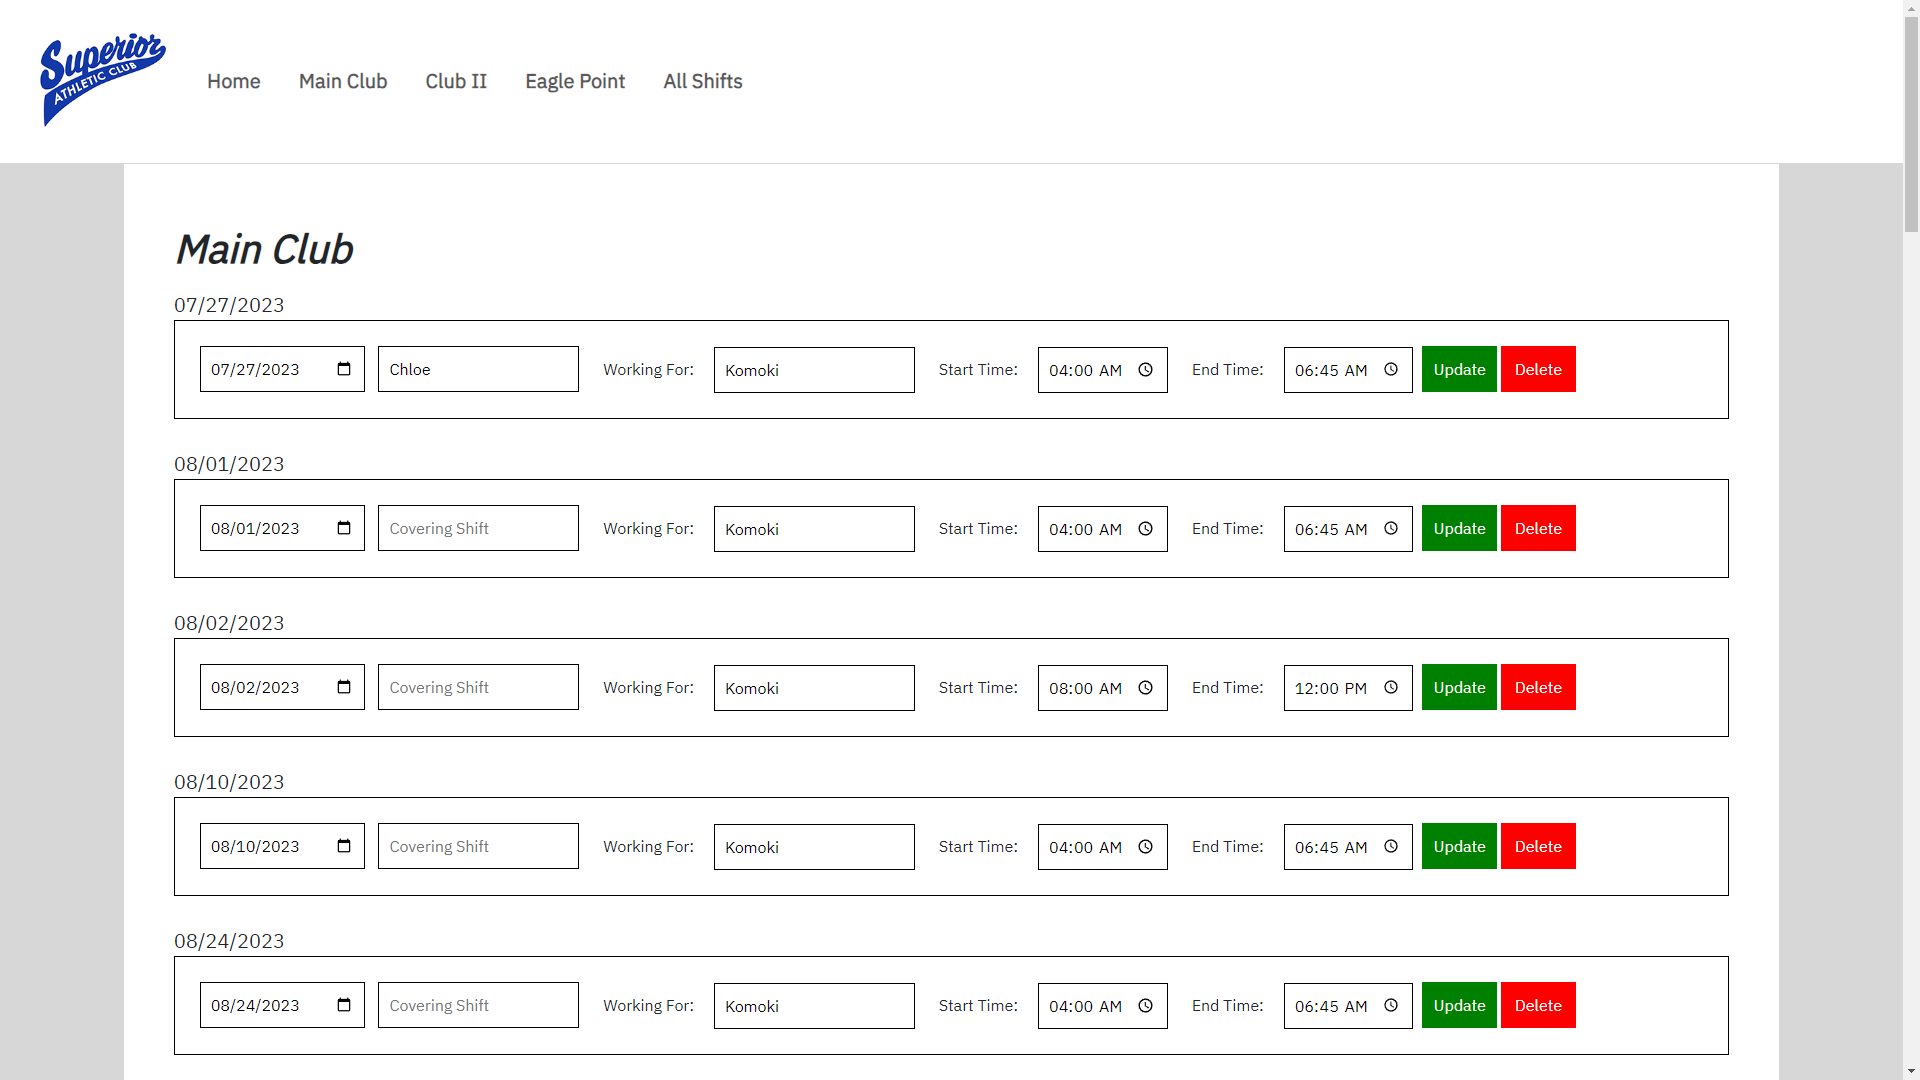 Superior
ATHLETIC CLUB
Home Main Club Club II Eagle Point All Shifts
Main Club
07/27/2023
07/27/2023 Chloe Working For: Komoki Start Time: 04:00 AM End Time: 06:45 AM Update Delete
08/01/2023
08/01/2023 Covering Shift Working For: Komoki Start Time: 04:00 AM End Time: 06:45 AM Update Delete
08/02/2023
08/02/2023 Covering Shift Working For: Komoki Start Time: 08:00 AM End Time: 12:00 PM Update Delete
08/10/2023
08/10/2023 Covering Shift Working For: Komoki Start Time: 04:00 AM End Time: 06:45 AM Update Delete
08/24/2023
08/24/2023 Covering Shift Working For: Komoki Start Time: 04:00 AM End Time: 06:45 AM Update Delete